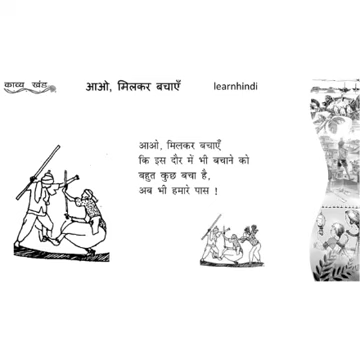 काव्य खंड
आओ, मिलकर बचाएँ
learnhindi
आओ, मिलकर बचाएँ
कि इस दौर में भी बचाने को
बहुत कुछ बचा है,
अब भी हमारे पास !